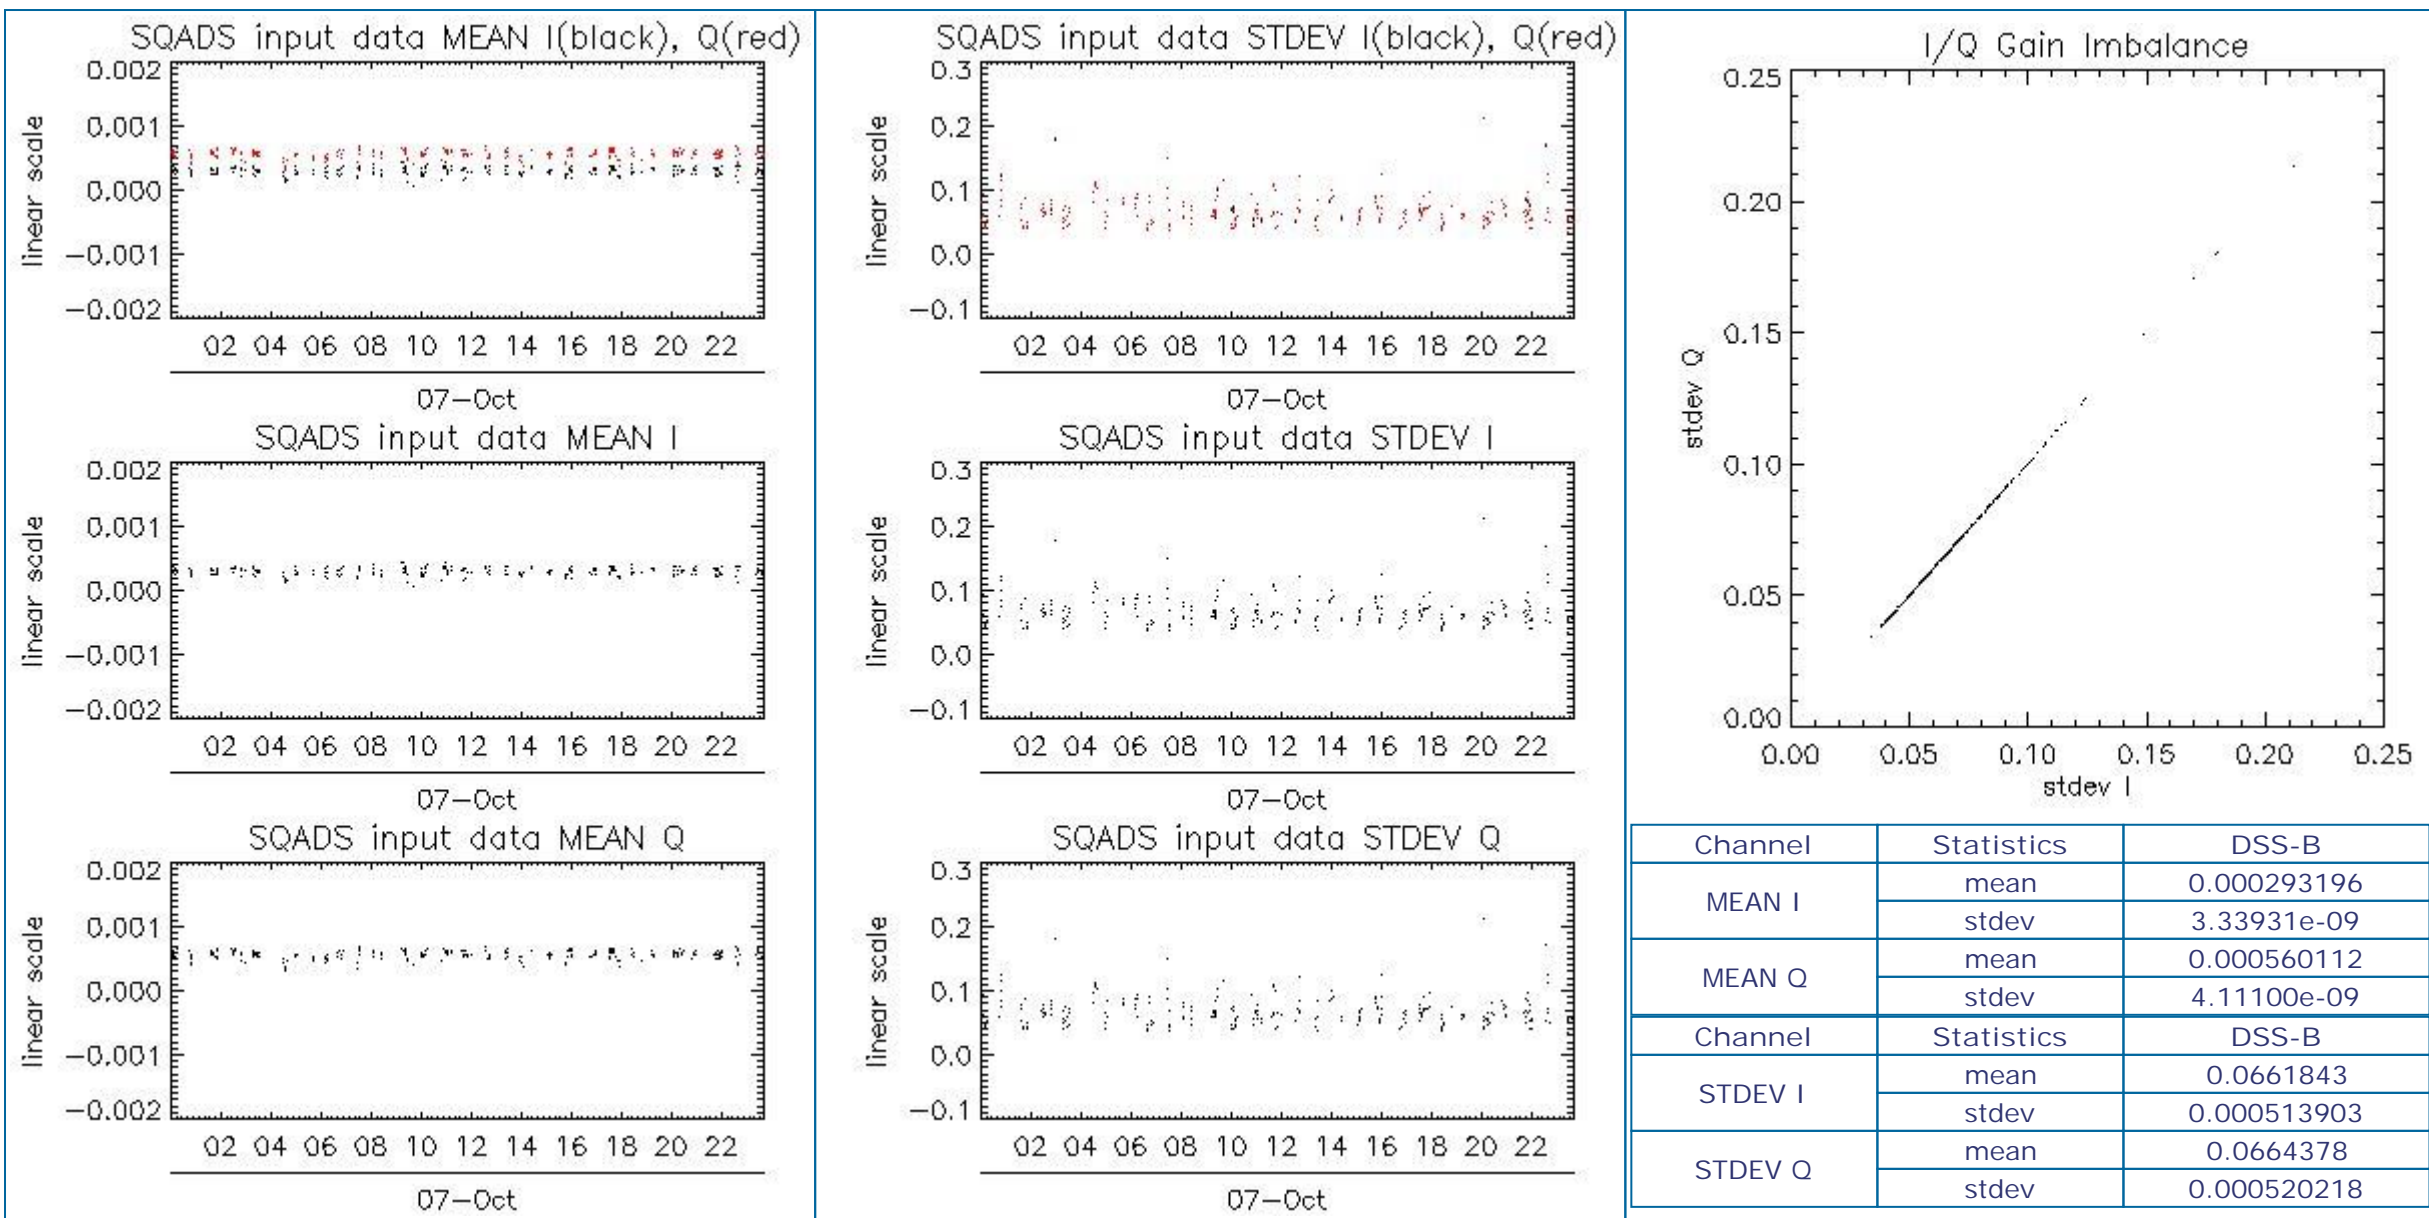 SQADS input data MEAN I(black), Q(red)
linear scale
0.002
0.001
0.000
−0.001
−0.002
02 04 06 08 10 12 14 16 18 20 22
07−Oct
SQADS input data MEAN I
linear scale
0.002
0.001
0.000
−0.001
−0.002
02 04 06 08 10 12 14 16 18 20 22
07−Oct
SQADS input data MEAN Q
linear scale
0.002
0.001
0.000
−0.001
−0.002
02 04 06 08 10 12 14 16 18 20 22
07−Oct
SQADS input data STDEV I(black), Q(red)
linear scale
0.3
0.2
0.1
0.0
−0.1
02 04 06 08 10 12 14 16 18 20 22
07−Oct
SQADS input data STDEV I
linear scale
0.3
0.2
0.1
0.0
−0.1
02 04 06 08 10 12 14 16 18 20 22
07−Oct
SQADS input data STDEV Q
linear scale
0.3
0.2
0.1
0.0
−0.1
02 04 06 08 10 12 14 16 18 20 22
07−Oct
I/Q Gain Imbalance
stdev Q
0.25
0.20
0.15
0.10
0.05
0.00
0.00 0.05 0.10 0.15 0.20 0.25
stdev I
Channel Statistics DSS-B
MEAN I mean 0.000293196
stdev 3.33931e-09
MEAN Q mean 0.000560112
stdev 4.11100e-09
Channel Statistics DSS-B
STDEV I mean 0.0661843
stdev 0.000513903
STDEV Q mean 0.0664378
stdev 0.000520218